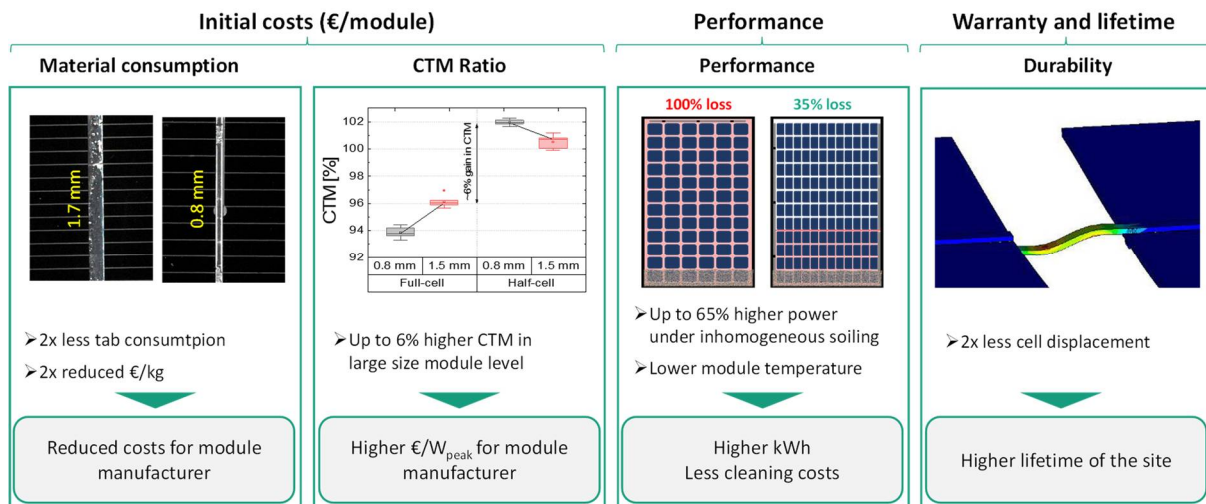 Initial costs (€/module)
Performance
Warranty and lifetime
Material consumption
CTM Ratio
Performance
Durability
1.7 mm
0.8 mm
CTM [%]
102
100
98
96
94
92
~6% gain in CTM
0.8 mm
1.5 mm
0.8 mm
1.5 mm
Full-cell
Half-cell
100% loss
35% loss
➢2x less tab consumtpion
➢2x reduced €/kg
➢Up to 6% higher CTM in
large size module level
➢Up to 65% higher power
under inhomogeneous soiling
➢Lower module temperature
➢2x less cell displacement
Reduced costs for module
manufacturer
Higher €/Wpeak for module
manufacturer
Higher kWh
Less cleaning costs
Higher lifetime of the site